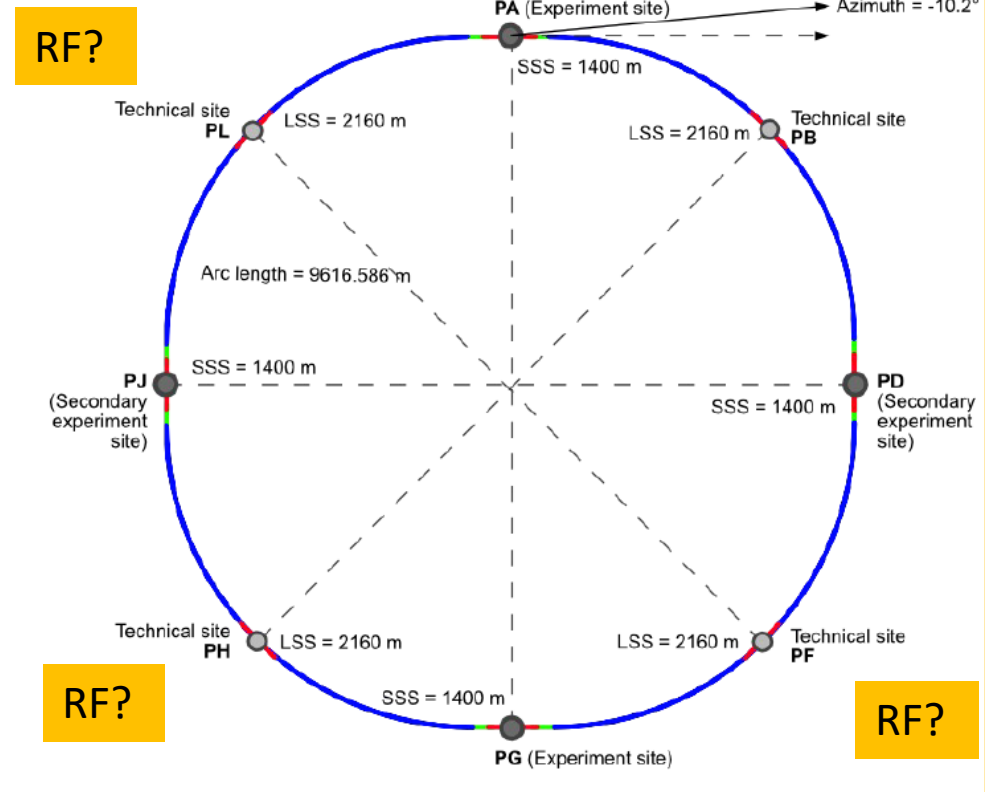 PA (Experiment site)
Azimuth = -10.2°
RF?
SSS = 1400 m
Technical site
PL
LSS = 2160 m
LSS = 2160 m
Technical site
PB
Arc length = 9616.586 m
PJ
(Secondary
experiment
site)
SSS = 1400 m
SSS = 1400 m
PD
(Secondary
experiment
site)
Technical site
PH
LSS = 2160 m
LSS = 2160 m
Technical site
PF
RF?
SSS = 1400 m
RF?
PG (Experiment site)